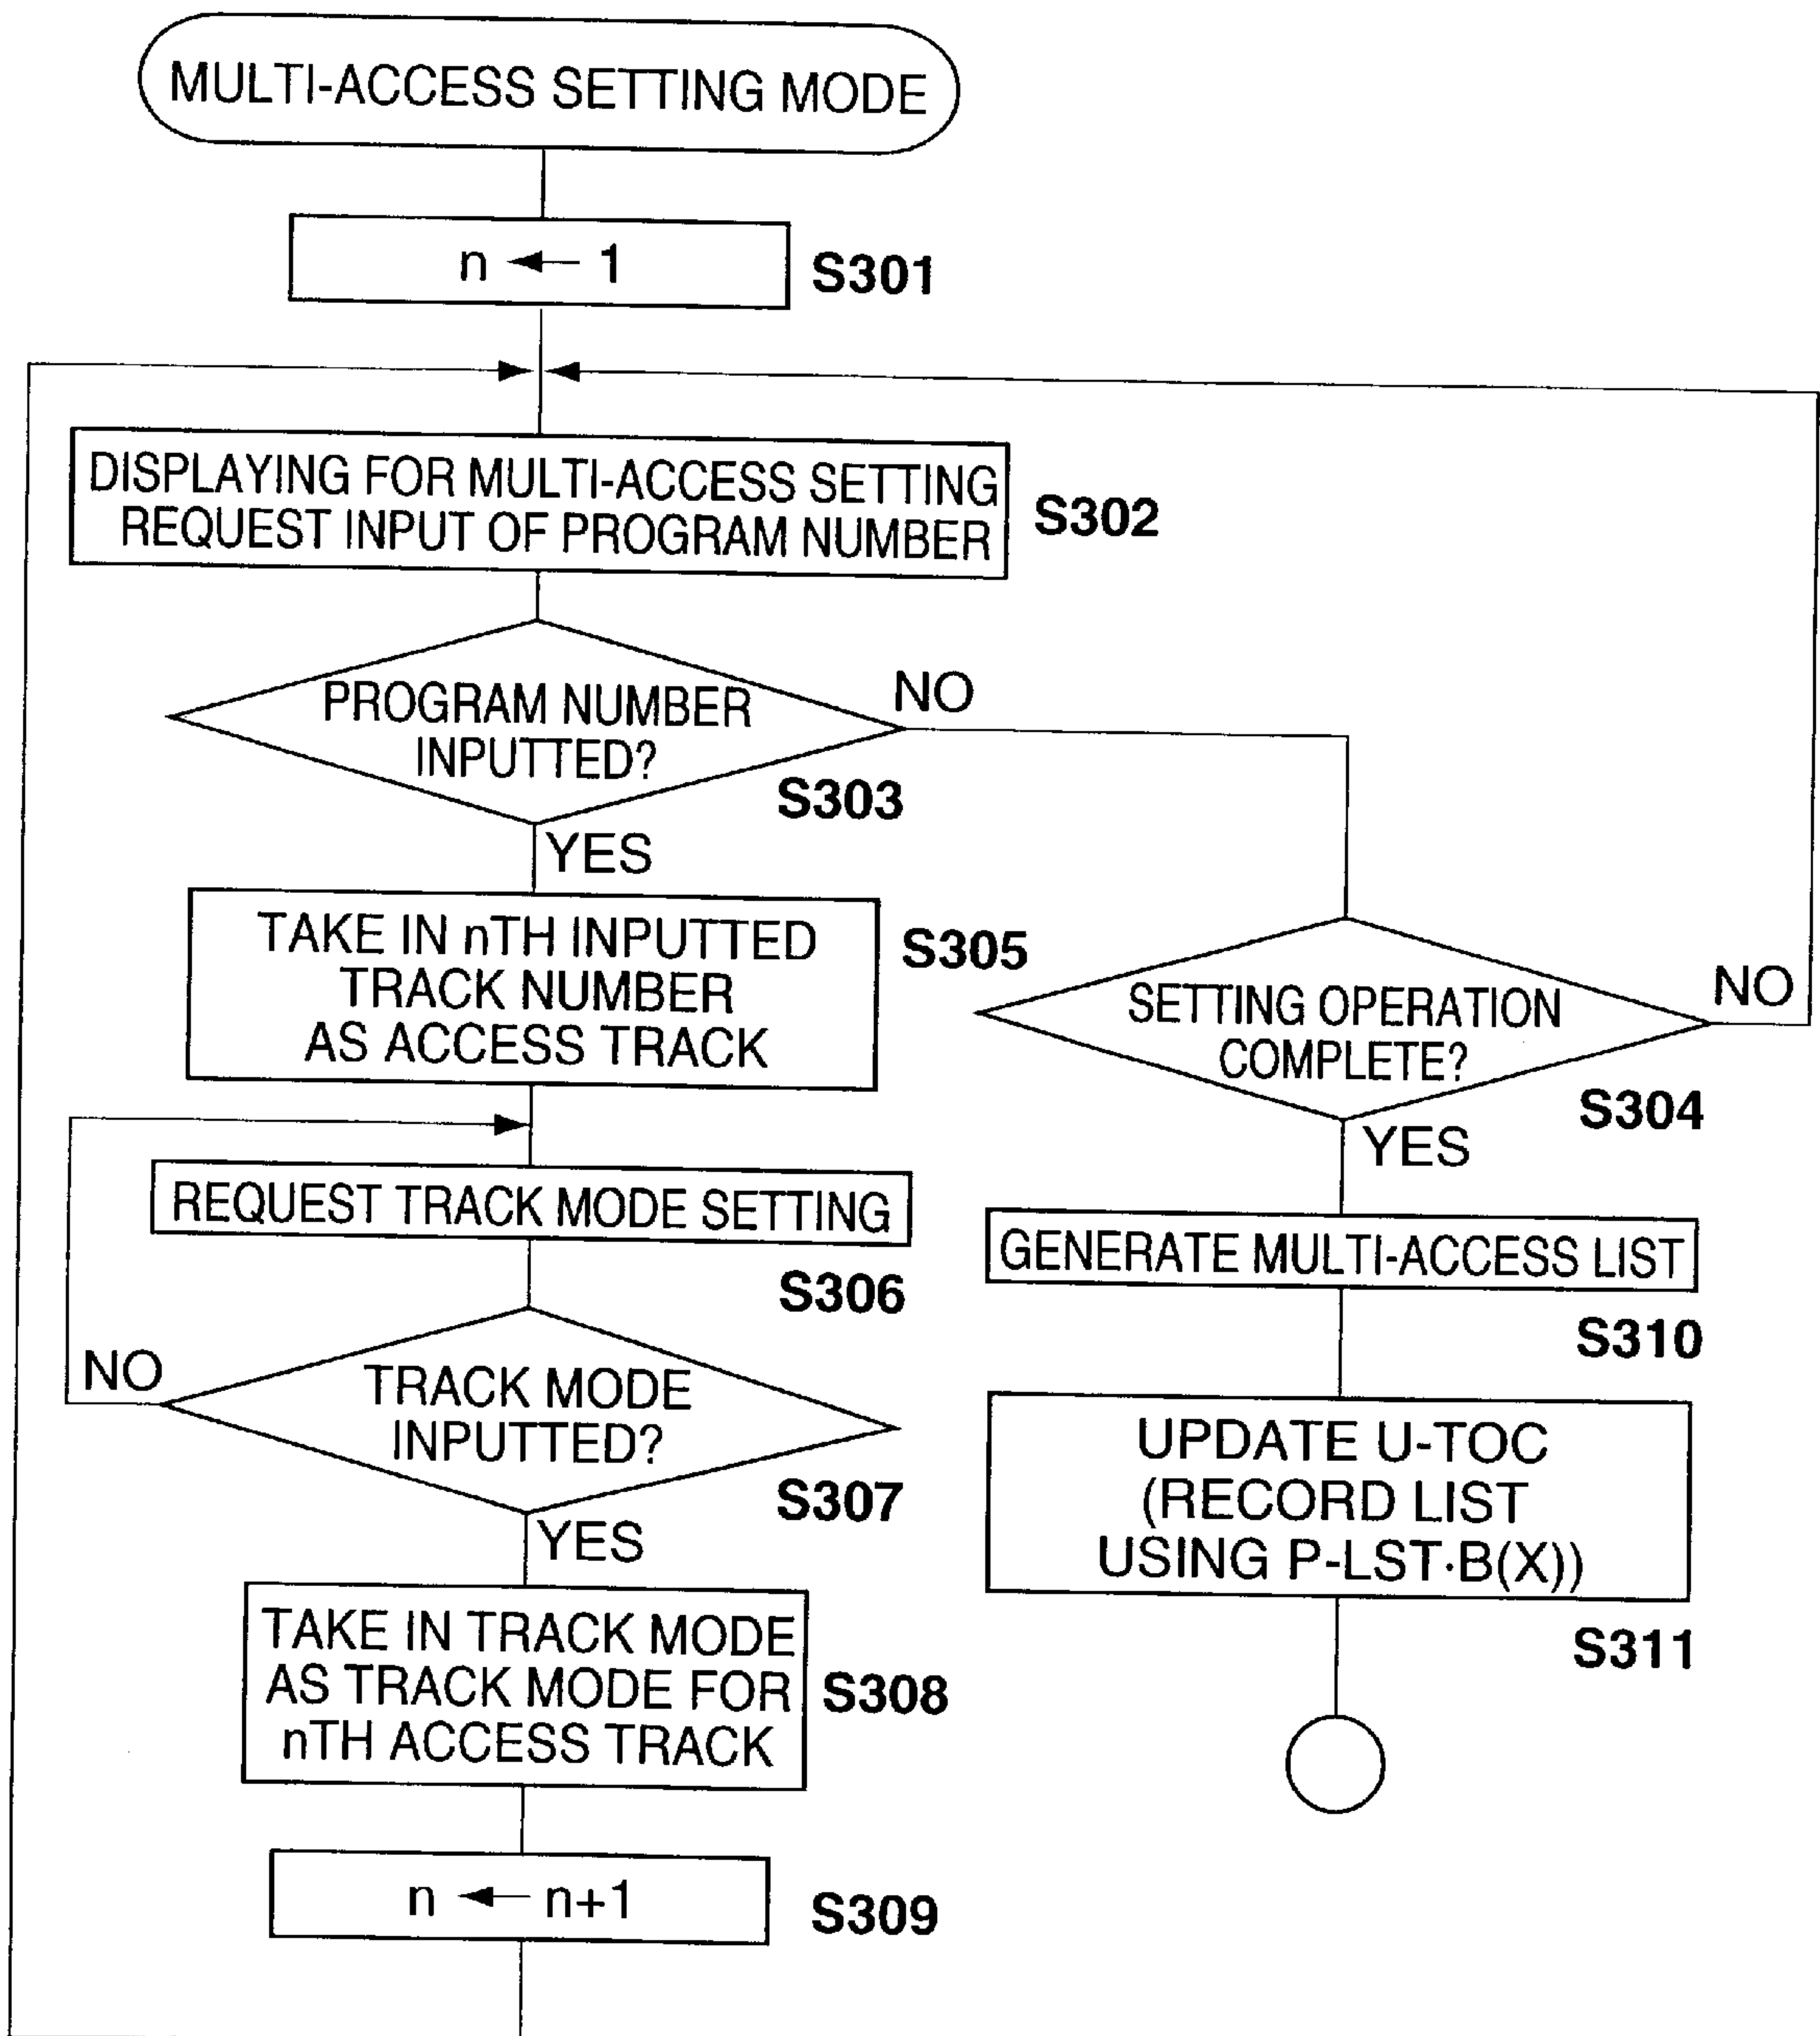 MULTI-ACCESS SETTING MODE
n ← 1
S301
DISPLAYING FOR MULTI-ACCESS SETTING
REQUEST INPUT OF PROGRAM NUMBER
S302
PROGRAM NUMBER
INPUTTED?
NO
S303
YES
TAKE IN nTH INPUTTED
TRACK NUMBER
AS ACCESS TRACK
S305
SETTING OPERATION
COMPLETE?
NO
S304
YES
REQUEST TRACK MODE SETTING
S306
GENERATE MULTI-ACCESS LIST
S310
TRACK MODE
INPUTTED?
NO
S307
YES
UPDATE U-TOC
(RECORD LIST
USING P-LST·B(X))
S311
TAKE IN TRACK MODE
AS TRACK MODE FOR
nTH ACCESS TRACK
S308
n ← n+1
S309